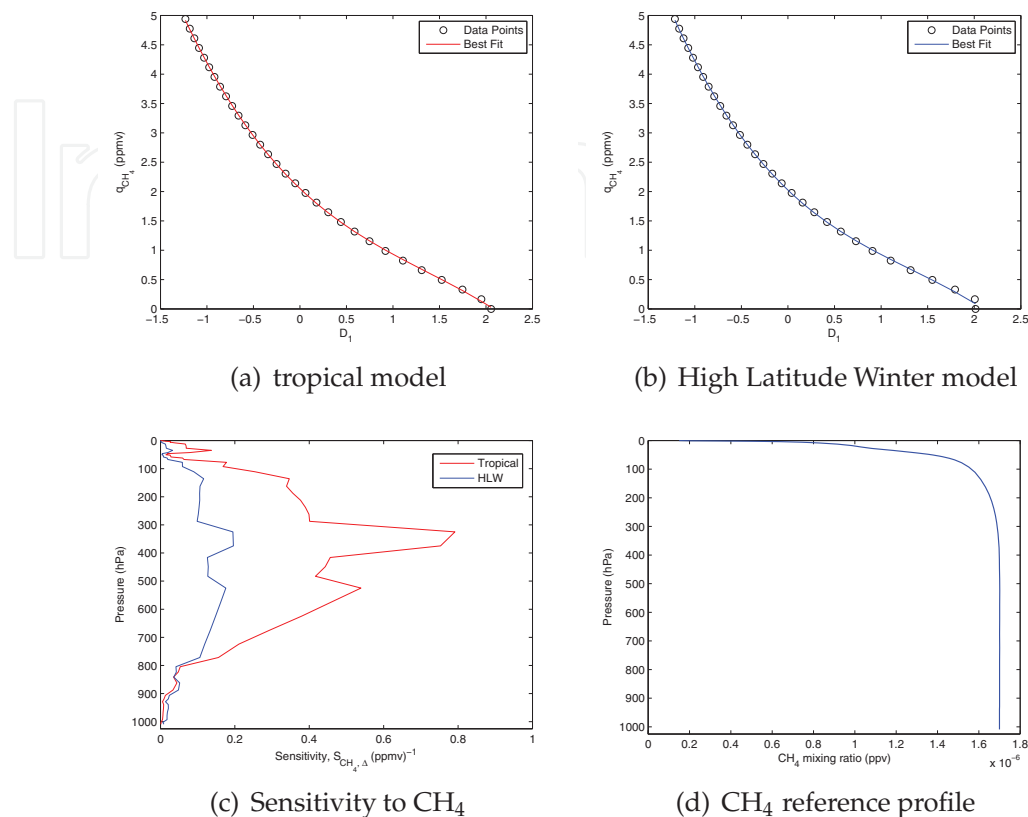 5
4.5
4
3.5
3
2.5
2
1.5
1
0.5
0
q_CH₄ (ppmv)
−1.5 −1 −0.5 0 0.5 1 1.5 2 2.5
D₁
Data Points
Best Fit
(a) tropical model
5
4.5
4
3.5
3
2.5
2
1.5
1
0.5
0
q_CH₄ (ppmv)
−1.5 −1 −0.5 0 0.5 1 1.5 2 2.5
D₁
Data Points
Best Fit
(b) High Latitude Winter model
0
100
200
300
400
500
600
700
800
900
1000
Pressure (hPa)
0 0.2 0.4 0.6 0.8 1
Sensitivity, S_CH₄, Δ (ppmv)⁻¹
Tropical
HLW
(c) Sensitivity to CH₄
0
100
200
300
400
500
600
700
800
900
1000
Pressure (hPa)
0 0.2 0.4 0.6 0.8 1 1.2 1.4 1.6 1.8
CH₄ mixing ratio (ppv)
x 10⁻⁶
(d) CH₄ reference profile